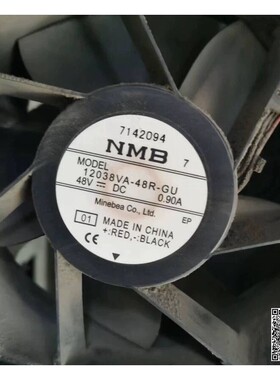 7142094
NMB 7
MODEL
12038VA-48R-GU
48V ⎓ DC 0.90A
Minebea Co., Ltd.
01 MADE IN CHINA EP
CE +:RED,-:BLACK